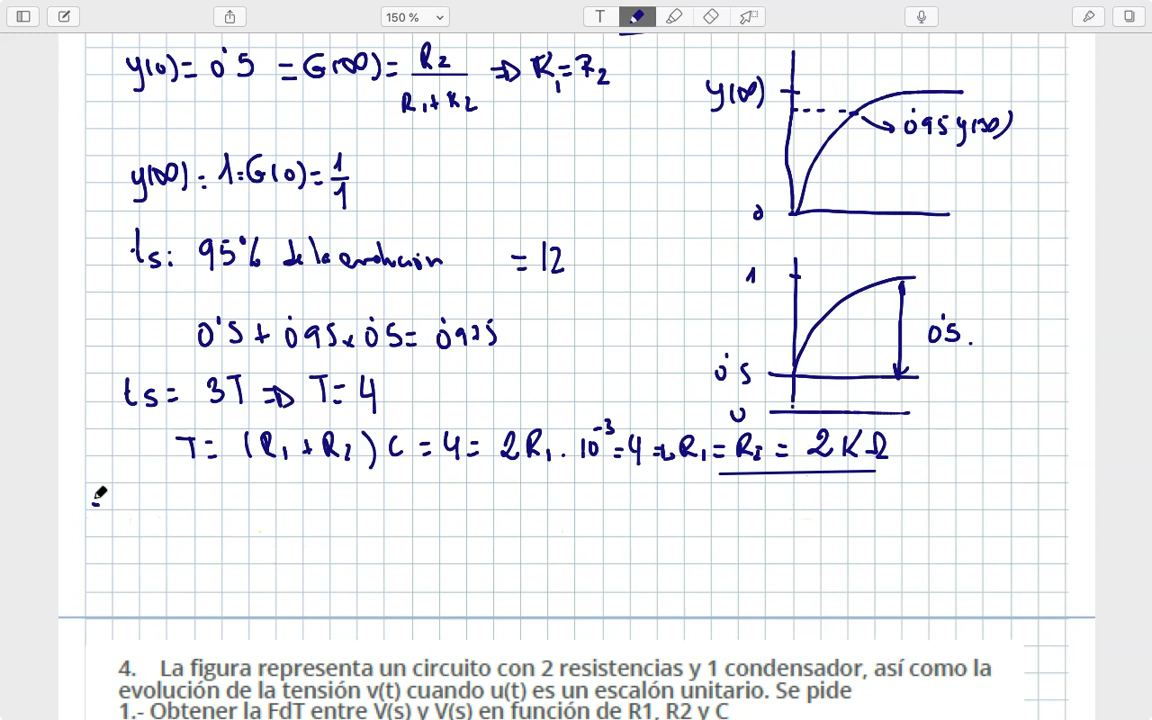 150 %
T
y(0) = 0'5 = G(∞) = R2 / R1 + R2 ⇒ R1 = R2
y(∞) = 1 = G(0) = 1/1
ts: 95% de la evolución = 12
0'5 + 0'95 x 0'5 = 0'975
ts = 3T ⇒ T = 4
T = (R1 + R2) C = 4 = 2R1 . 10^-3 = 4 ⇒ R1 = R2 = 2KΩ
y(∞)
0'95 y(∞)
0
1
0'5.
0'5
0
4. La figura representa un circuito con 2 resistencias y 1 condensador, así como la
evolución de la tensión v(t) cuando u(t) es un escalón unitario. Se pide
1.- Obtener la FdT entre V(s) y V(s) en función de R1, R2 y C